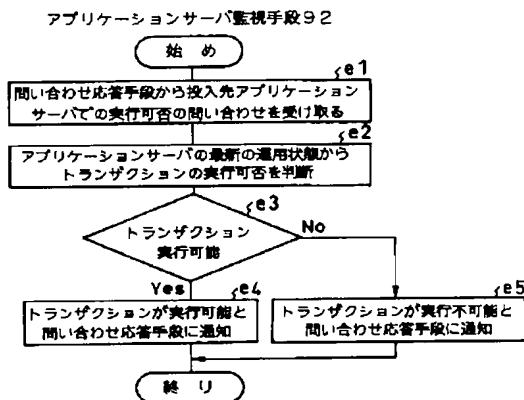 アプリケーションサーバ監視手段92
始め
e1
問い合わせ応答手段から投入先アプリケーション
サーバでの実行可否の問い合わせを受け取る
e2
アプリケーションサーバの最新の運用状態から
トランザクションの実行可否を判断
e3
トランザクション
実行可能
No
Yes
e4
トランザクションが実行可能と
問い合わせ応答手段に通知
e5
トランザクションが実行不可能と
問い合わせ応答手段に通知
終り